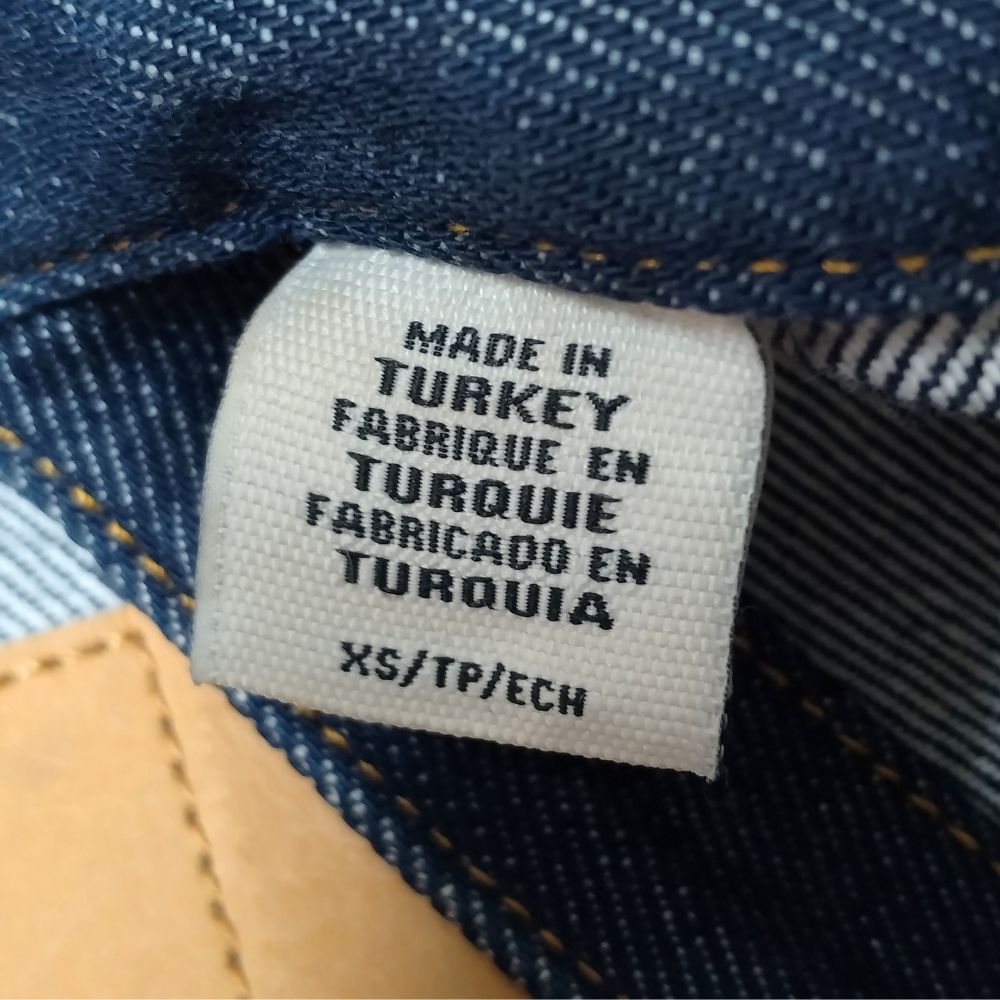 MADE IN
TURKEY
FABRIQUE EN
TURQUIE
FABRICADO EN
TURQUIA
XS/TP/ECH